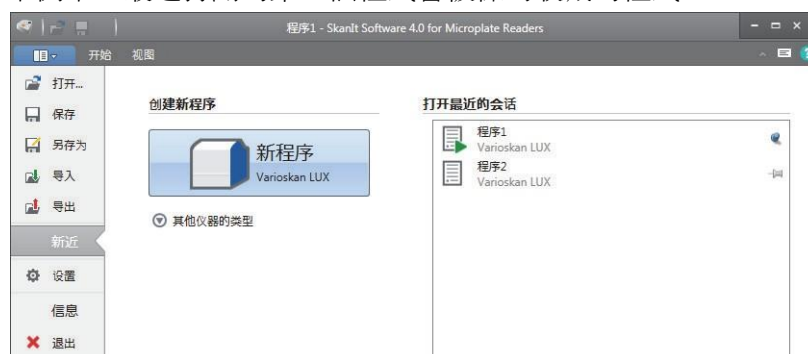 程序1 - SkanIt Software 4.0 for Microplate Readers
开始 视图
打开...
保存
另存为
导入
导出
新近
设置
信息
退出
创建新程序
新程序
Varioskan LUX
其他仪器的类型
打开最近的会话
程序1
Varioskan LUX
程序2
Varioskan LUX